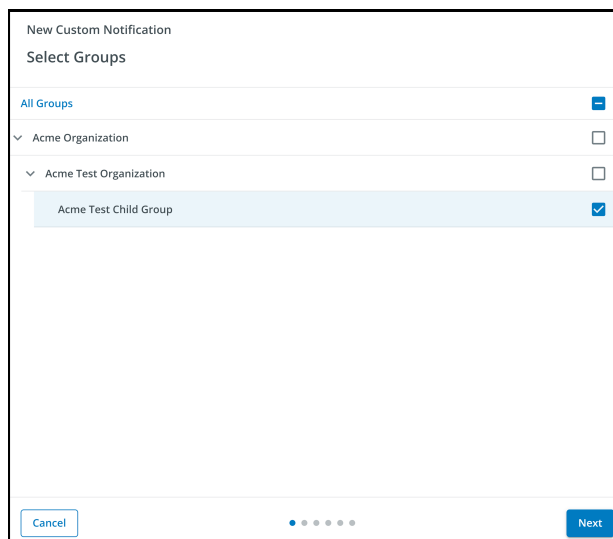 New Custom Notification
Select Groups
All Groups
Acme Organization
Acme Test Organization
Acme Test Child Group
Cancel
Next